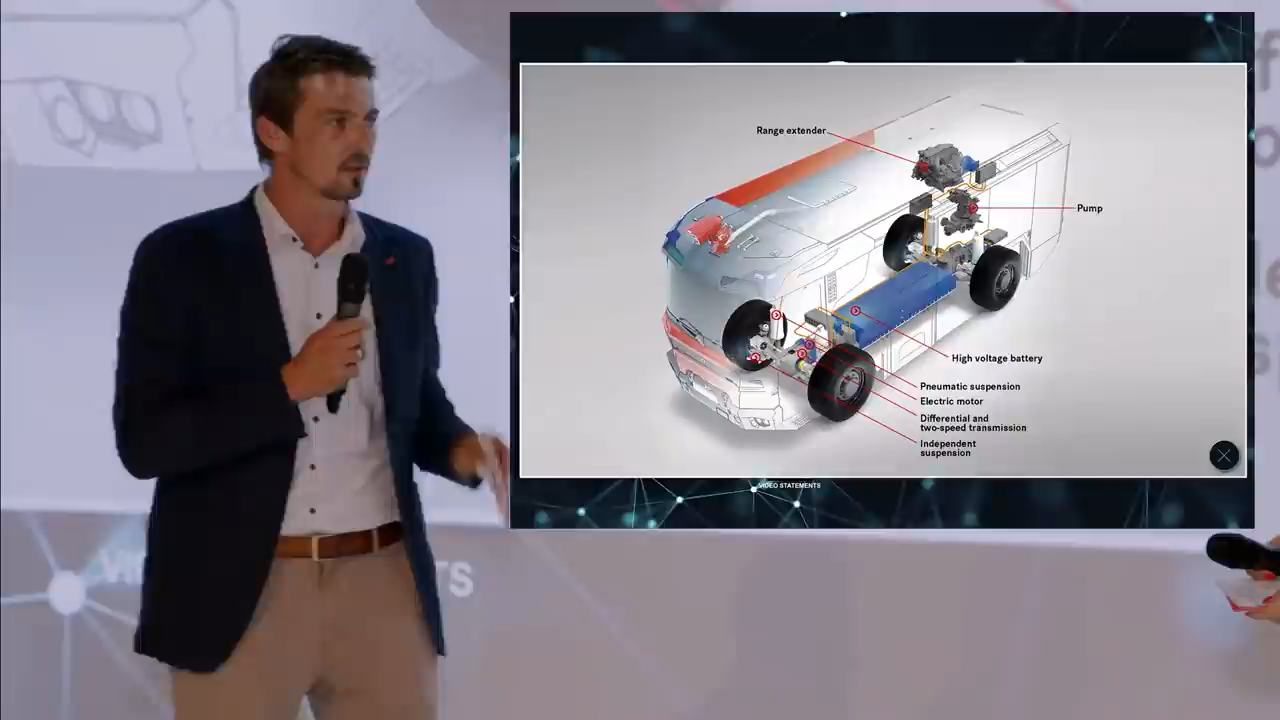 Range extender
Pump
High voltage battery
Pneumatic suspension
Electric motor
Differential and
two-speed transmission
Independent
suspension
VIDEO STATEMENTS
TS